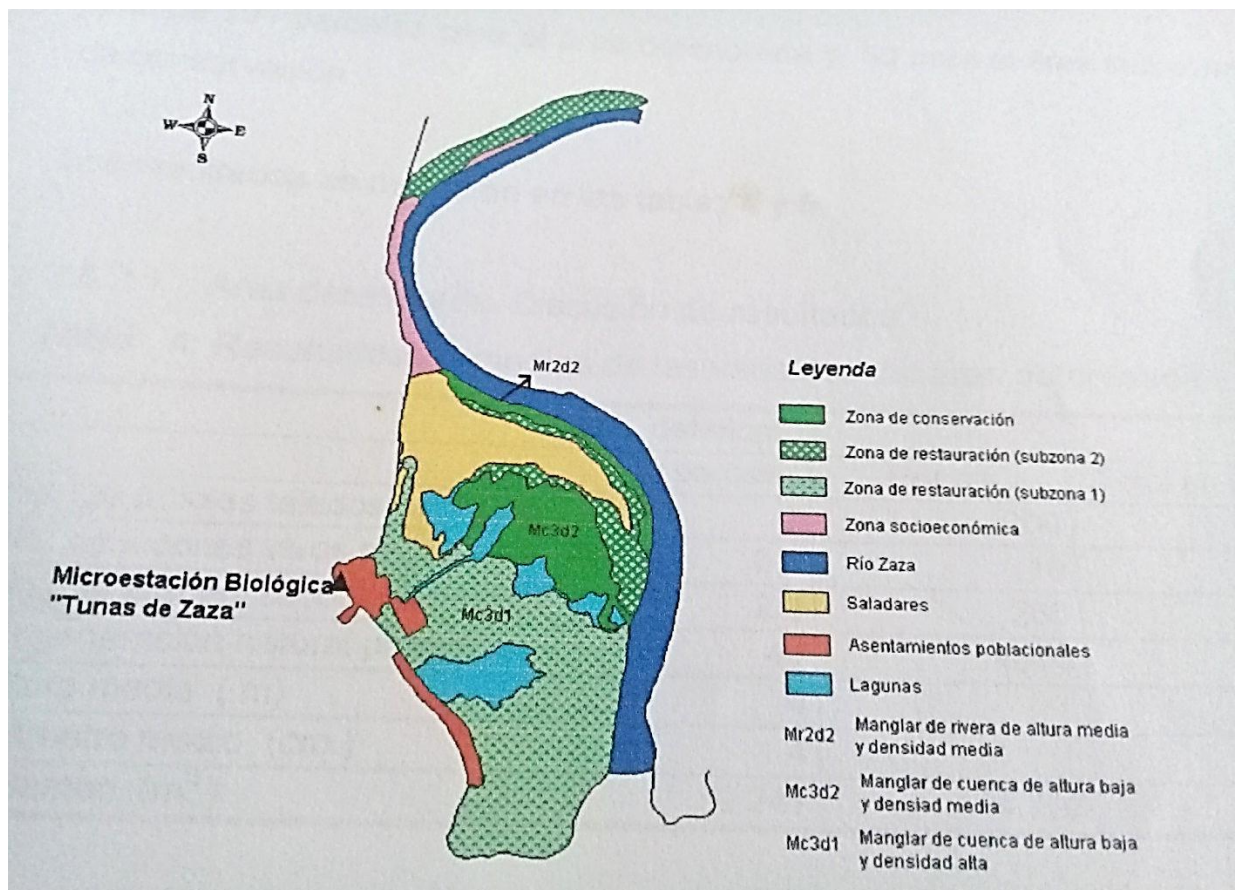 N
W
E
S
Mr2d2
Mc3d2
Mc3d1
Microestación Biológica
"Tunas de Zaza"
Leyenda
Zona de conservación
Zona de restauración (subzona 2)
Zona de restauración (subzona 1)
Zona socioeconómica
Río Zaza
Saladares
Asentamientos poblacionales
Lagunas
Mr2d2
Manglar de rivera de altura media
y densidad media
Mc3d2
Manglar de cuenca de altura baja
y densiad media
Mc3d1
Manglar de cuenca de altura baja
y densidad alta